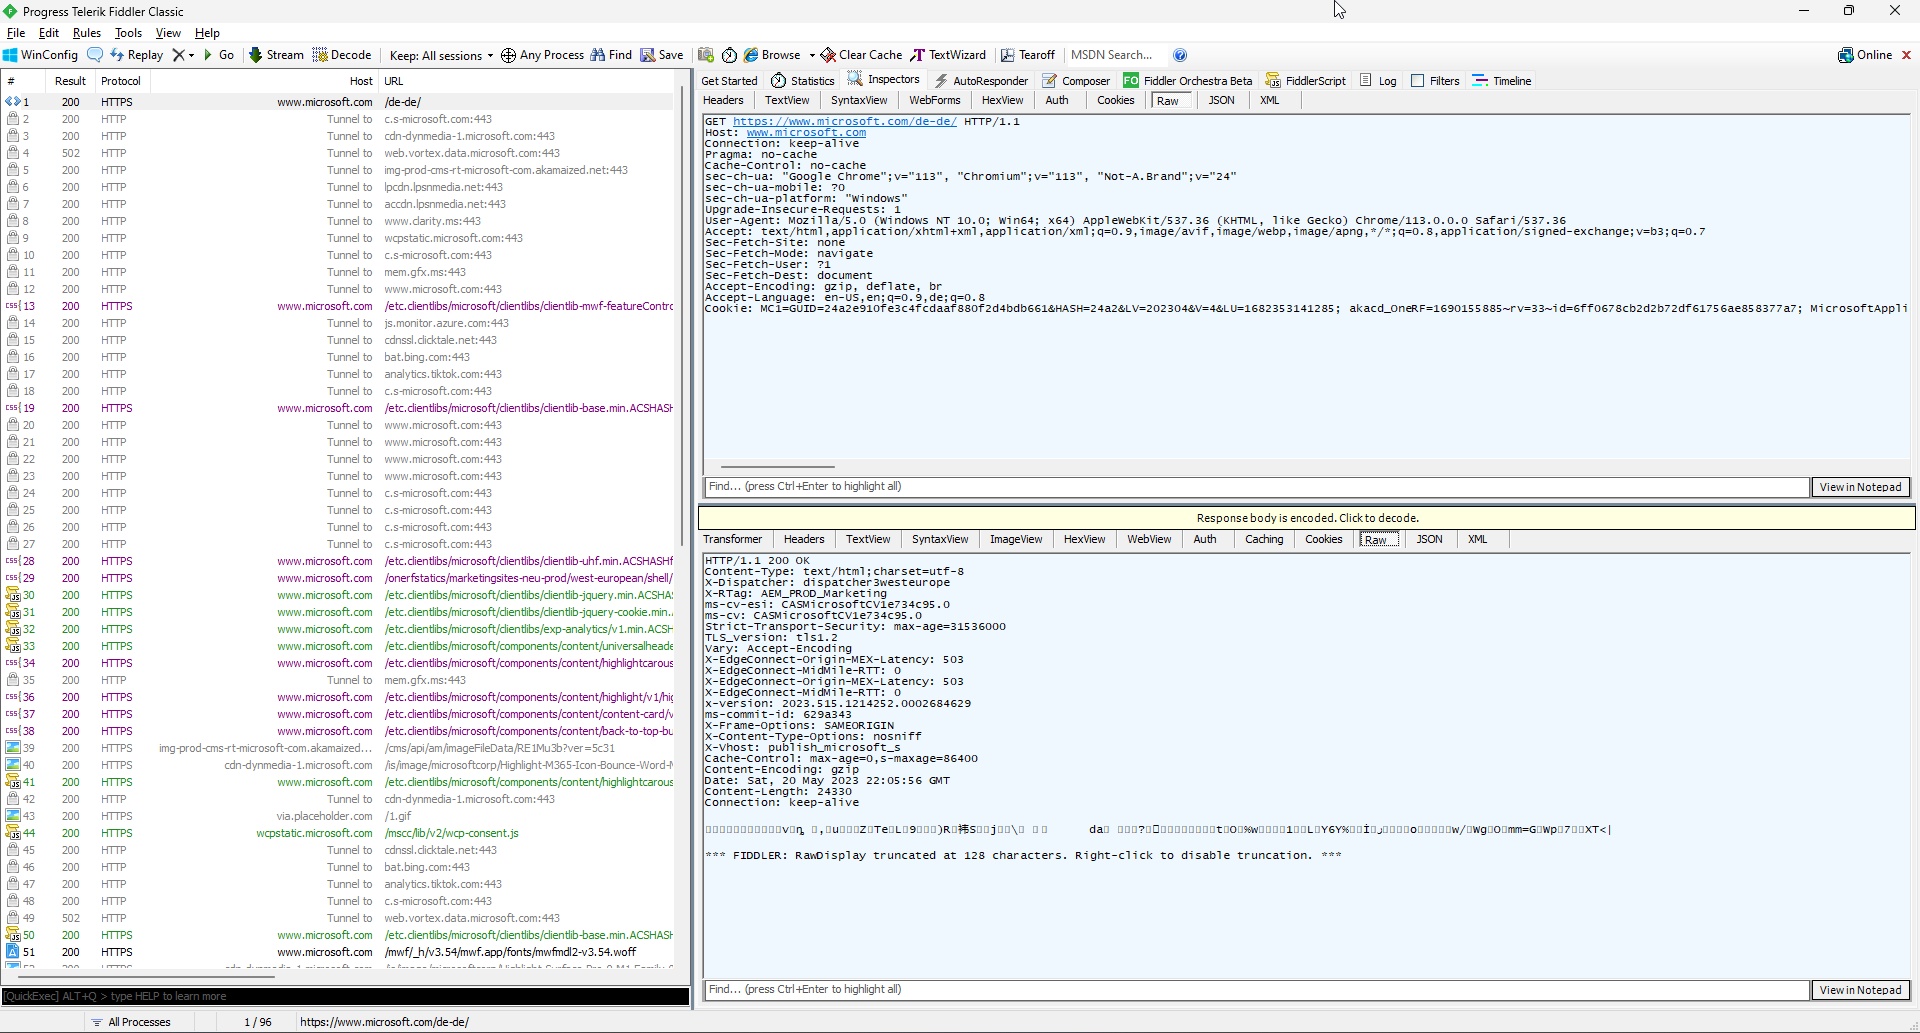 Progress Telerik Fiddler Classic
File Edit Rules Tools View Help
WinConfig Replay Go Stream Decode Keep: All sessions Any Process Find Save Browse Clear Cache TextWizard Tearoff MSDN Search... Online
# Result Protocol Host URL
1 200 HTTPS www.microsoft.com /de-de/
2 200 HTTP Tunnel to c.s-microsoft.com:443
3 200 HTTP Tunnel to cdn-dynmedia-1.microsoft.com:443
4 502 HTTP Tunnel to web.vortex.data.microsoft.com:443
5 200 HTTP Tunnel to img-prod-cms-rt-microsoft-com.akamaized.net:443
6 200 HTTP Tunnel to lpcdn.lpsnmedia.net:443
7 200 HTTP Tunnel to accdn.lpsnmedia.net:443
8 200 HTTP Tunnel to www.clarity.ms:443
9 200 HTTP Tunnel to wcpstatic.microsoft.com:443
10 200 HTTP Tunnel to c.s-microsoft.com:443
11 200 HTTP Tunnel to mem.gfx.ms:443
12 200 HTTP Tunnel to www.microsoft.com:443
13 200 HTTPS www.microsoft.com /etc.clientlibs/microsoft/clientlibs/clientlib-mwf-featureContro
14 200 HTTP Tunnel to js.monitor.azure.com:443
15 200 HTTP Tunnel to cdnssl.clicktale.net:443
16 200 HTTP Tunnel to bat.bing.com:443
17 200 HTTP Tunnel to analytics.tiktok.com:443
18 200 HTTP Tunnel to c.s-microsoft.com:443
19 200 HTTPS www.microsoft.com /etc.clientlibs/microsoft/clientlibs/clientlib-base.min.ACSHASH
20 200 HTTP Tunnel to www.microsoft.com:443
21 200 HTTP Tunnel to www.microsoft.com:443
22 200 HTTP Tunnel to www.microsoft.com:443
23 200 HTTP Tunnel to www.microsoft.com:443
24 200 HTTP Tunnel to c.s-microsoft.com:443
25 200 HTTP Tunnel to c.s-microsoft.com:443
26 200 HTTP Tunnel to c.s-microsoft.com:443
27 200 HTTP Tunnel to c.s-microsoft.com:443
28 200 HTTPS www.microsoft.com /etc.clientlibs/microsoft/clientlibs/clientlib-uhf.min.ACSHASHf
29 200 HTTPS www.microsoft.com /onerfstatics/marketingsites-neu-prod/west-european/shell/
30 200 HTTPS www.microsoft.com /etc.clientlibs/microsoft/clientlibs/clientlib-jquery.min.ACSHA
31 200 HTTPS www.microsoft.com /etc.clientlibs/microsoft/clientlibs/clientlib-jquery-cookie.min.
32 200 HTTPS www.microsoft.com /etc.clientlibs/microsoft/clientlibs/exp-analytics/v1.min.ACSH
33 200 HTTPS www.microsoft.com /etc.clientlibs/microsoft/components/content/universalheade
34 200 HTTPS www.microsoft.com /etc.clientlibs/microsoft/components/content/highlightcarous
35 200 HTTP Tunnel to mem.gfx.ms:443
36 200 HTTPS www.microsoft.com /etc.clientlibs/microsoft/components/content/highlight/v1/hig
37 200 HTTPS www.microsoft.com /etc.clientlibs/microsoft/components/content/content-card/v
38 200 HTTPS www.microsoft.com /etc.clientlibs/microsoft/components/content/back-to-top-bu
39 200 HTTPS img-prod-cms-rt-microsoft-com.akamaized... /cms/api/am/imageFileData/RE1Mu3b?ver=5c31
40 200 HTTPS cdn-dynmedia-1.microsoft.com /is/image/microsoftcorp/Highlight-M365-Icon-Bounce-Word-N
41 200 HTTPS www.microsoft.com /etc.clientlibs/microsoft/components/content/highlightcarous
42 200 HTTP Tunnel to cdn-dynmedia-1.microsoft.com:443
43 200 HTTPS via.placeholder.com /1.gif
44 200 HTTPS wcpstatic.microsoft.com /mscc/lib/v2/wcp-consent.js
45 200 HTTP Tunnel to cdnssl.clicktale.net:443
46 200 HTTP Tunnel to bat.bing.com:443
47 200 HTTP Tunnel to analytics.tiktok.com:443
48 200 HTTP Tunnel to c.s-microsoft.com:443
49 502 HTTP Tunnel to web.vortex.data.microsoft.com:443
50 200 HTTPS www.microsoft.com /etc.clientlibs/microsoft/clientlibs/clientlib-base.min.ACSHASH
51 200 HTTPS www.microsoft.com /mwf/_h/v3.54/mwf.app/fonts/mwfmdl2-v3.54.woff
[QuickExec] ALT+Q > type HELP to learn more
All Processes 1 / 96 https://www.microsoft.com/de-de/
Get Started Statistics Inspectors AutoResponder Composer FO Fiddler Orchestra Beta FiddlerScript Log Filters Timeline
Headers TextView SyntaxView WebForms HexView Auth Cookies Raw JSON XML
GET https://www.microsoft.com/de-de/ HTTP/1.1
Host: www.microsoft.com
Connection: keep-alive
Pragma: no-cache
Cache-Control: no-cache
sec-ch-ua: "Google Chrome";v="113", "Chromium";v="113", "Not-A.Brand";v="24"
sec-ch-ua-mobile: ?0
sec-ch-ua-platform: "Windows"
Upgrade-Insecure-Requests: 1
User-Agent: Mozilla/5.0 (Windows NT 10.0; Win64; x64) AppleWebKit/537.36 (KHTML, like Gecko) Chrome/113.0.0.0 Safari/537.36
Accept: text/html,application/xhtml+xml,application/xml;q=0.9,image/avif,image/webp,image/apng,*/*;q=0.8,application/signed-exchange;v=b3;q=0.7
Sec-Fetch-Site: none
Sec-Fetch-Mode: navigate
Sec-Fetch-User: ?1
Sec-Fetch-Dest: document
Accept-Encoding: gzip, deflate, br
Accept-Language: en-US,en;q=0.9,de;q=0.8
Cookie: MC1=GUID=24a2e910fe3c4fcdaaf880f2d4bdb661&HASH=24a2&LV=202304&V=4&LU=1682353141285; akacd_OneRF=1690155885~rv=33~id=6ff0678cb2d2b72df61756ae858377a7; MicrosoftAppli
Find... (press Ctrl+Enter to highlight all) View in Notepad
Response body is encoded. Click to decode.
Transformer Headers TextView SyntaxView ImageView HexView WebView Auth Caching Cookies Raw JSON XML
HTTP/1.1 200 OK
Content-Type: text/html;charset=utf-8
X-Dispatcher: dispatcher3westeurope
X-RTag: AEM_PROD_Marketing
ms-cv-esi: CASMicrosoftCV1e734c95.0
ms-cv: CASMicrosoftCV1e734c95.0
Strict-Transport-Security: max-age=31536000
TLS_version: tls1.2
Vary: Accept-Encoding
X-EdgeConnect-Origin-MEX-Latency: 503
X-EdgeConnect-MidMile-RTT: 0
X-EdgeConnect-Origin-MEX-Latency: 503
X-EdgeConnect-MidMile-RTT: 0
x-version: 2023.515.1214252.0002684629
ms-commit-id: 629a343
X-Frame-Options: SAMEORIGIN
X-Content-Type-Options: nosniff
X-Vhost: publish_microsoft_s
Cache-Control: max-age=0,s-maxage=86400
Content-Encoding: gzip
Date: Sat, 20 May 2023 22:05:56 GMT
Content-Length: 24330
Connection: keep-alive
*** FIDDLER: RawDisplay truncated at 128 characters. Right-click to disable truncation. ***
Find... (press Ctrl+Enter to highlight all) View in Notepad